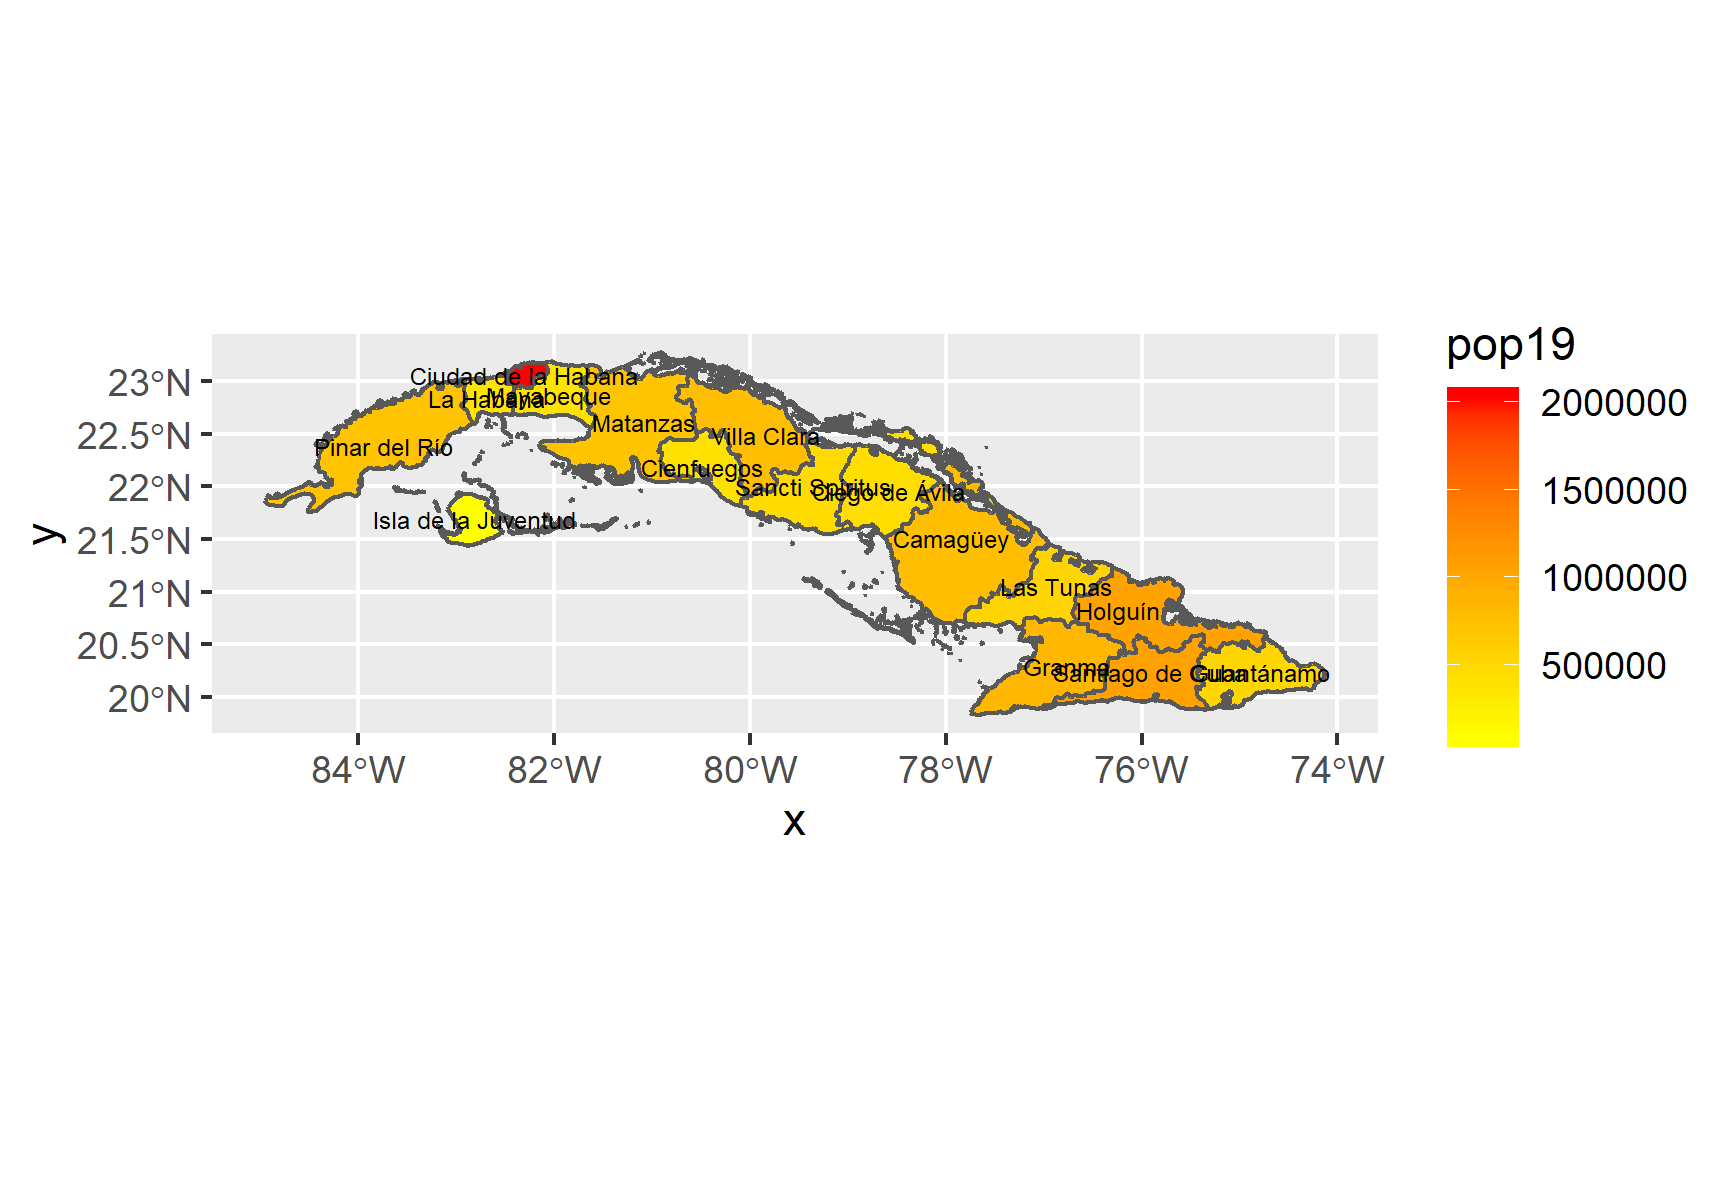 pop19
2000000
1500000
1000000
500000
23°N
22.5°N
22°N
21.5°N
21°N
20.5°N
20°N
y
Ciudad de la Habana
La Habana
Mayabeque
Matanzas
Pinar del Río
Villa Clara
Cienfuegos
Sancti Spíritus
Ciego de Ávila
Isla de la Juventud
Camagüey
Las Tunas
Holguín
Granma
Santiago de Cuba
Guantánamo
84°W
82°W
80°W
78°W
76°W
74°W
x